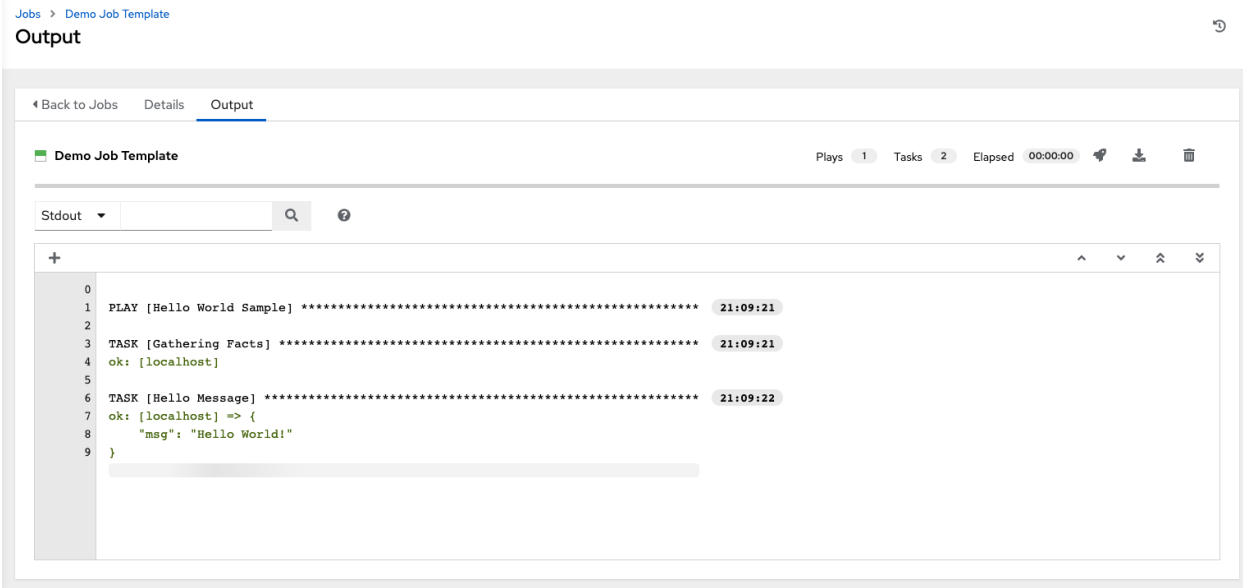 Jobs > Demo Job Template
Output
Back to Jobs Details Output
Demo Job Template Plays 1 Tasks 2 Elapsed 00:00:00
Stdout
0
1 PLAY [Hello World Sample] ****************************************************** 21:09:21
2
3 TASK [Gathering Facts] ********************************************************* 21:09:21
4 ok: [localhost]
5
6 TASK [Hello Message] *********************************************************** 21:09:22
7 ok: [localhost] => {
8     "msg": "Hello World!"
9 }